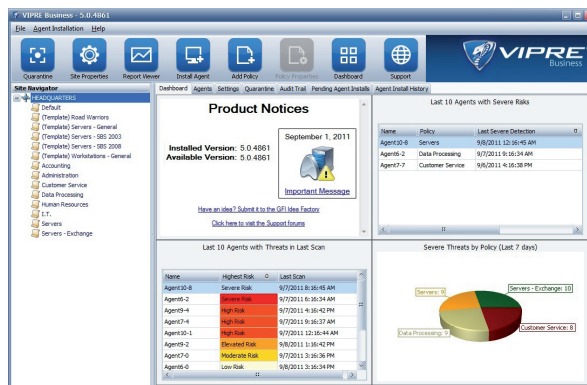 VIPRE Business - 5.0.4861
File Agent Installation Help
Quarantine Site Properties Report Viewer Install Agent Add Policy Policy Properties Dashboard Support
VIPRE
Business
Site Navigator
HEADQUARTERS
Default
(Template) Road Warriors
(Template) Servers - General
(Template) Servers - SBS 2003
(Template) Servers - SBS 2008
(Template) Workstations - General
Accounting
Administration
Customer Service
Data Processing
Human Resources
I.T.
Servers
Servers - Exchange
Dashboard Agents Settings Quarantine Audit Trail Pending Agent Installs Agent Install History
Product Notices
Installed Version: 5.0.4861
Available Version: 5.0.4861
September 1, 2011
Important Message
Have an idea? Submit it to the GFI Idea Factory
Click here to visit the Support forums
Last 10 Agents with Severe Risks
Name Policy Last Severe Detection
Agent10-8 Servers 9/8/2011 12:16:45 AM
Agent6-2 Data Processing 9/7/2011 9:16:34 AM
Agent7-7 Customer Service 9/6/2011 4:16:38 PM
Last 10 Agents with Threats in Last Scan
Name Highest Risk Last Scan
Agent10-8 Severe Risk 9/7/2011 8:16:45 AM
Agent6-2 Severe Risk 9/7/2011 6:16:34 AM
Agent9-4 High Risk 9/7/2011 4:16:42 PM
Agent7-4 High Risk 9/7/2011 9:16:37 AM
Agent10-1 High Risk 9/7/2011 12:16:44 AM
Agent9-2 Elevated Risk 9/8/2011 11:16:42 PM
Agent7-0 Moderate Risk 9/7/2011 3:16:36 PM
Agent6-0 Low Risk 9/8/2011 3:16:34 PM
Severe Threats by Policy (Last 7 days)
Servers: 9
Servers - Exchange: 10
Data Processing: 9
Customer Service: 8